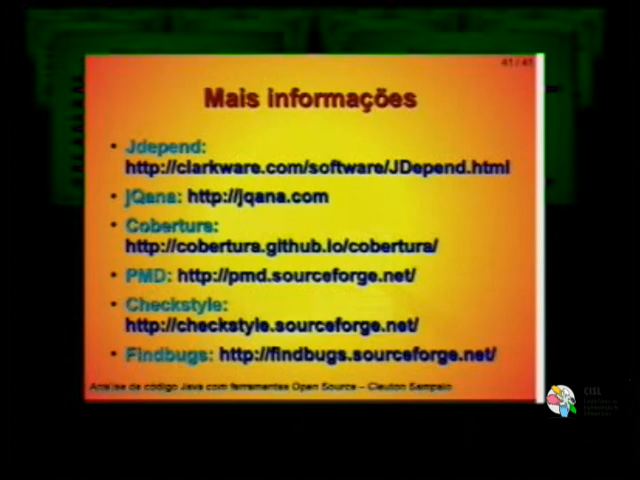 41 / 41
Mais informações
• Jdepend:
http://clarkware.com/software/JDepend.html
• jQana: http://jqana.com
• Cobertura:
http://cobertura.github.io/cobertura/
• PMD: http://pmd.sourceforge.net/
• Checkstyle:
http://checkstyle.sourceforge.net/
• Findbugs: http://findbugs.sourceforge.net/
Análise de código Java com ferramentas Open Source – Cleuton Sampaio
CISL